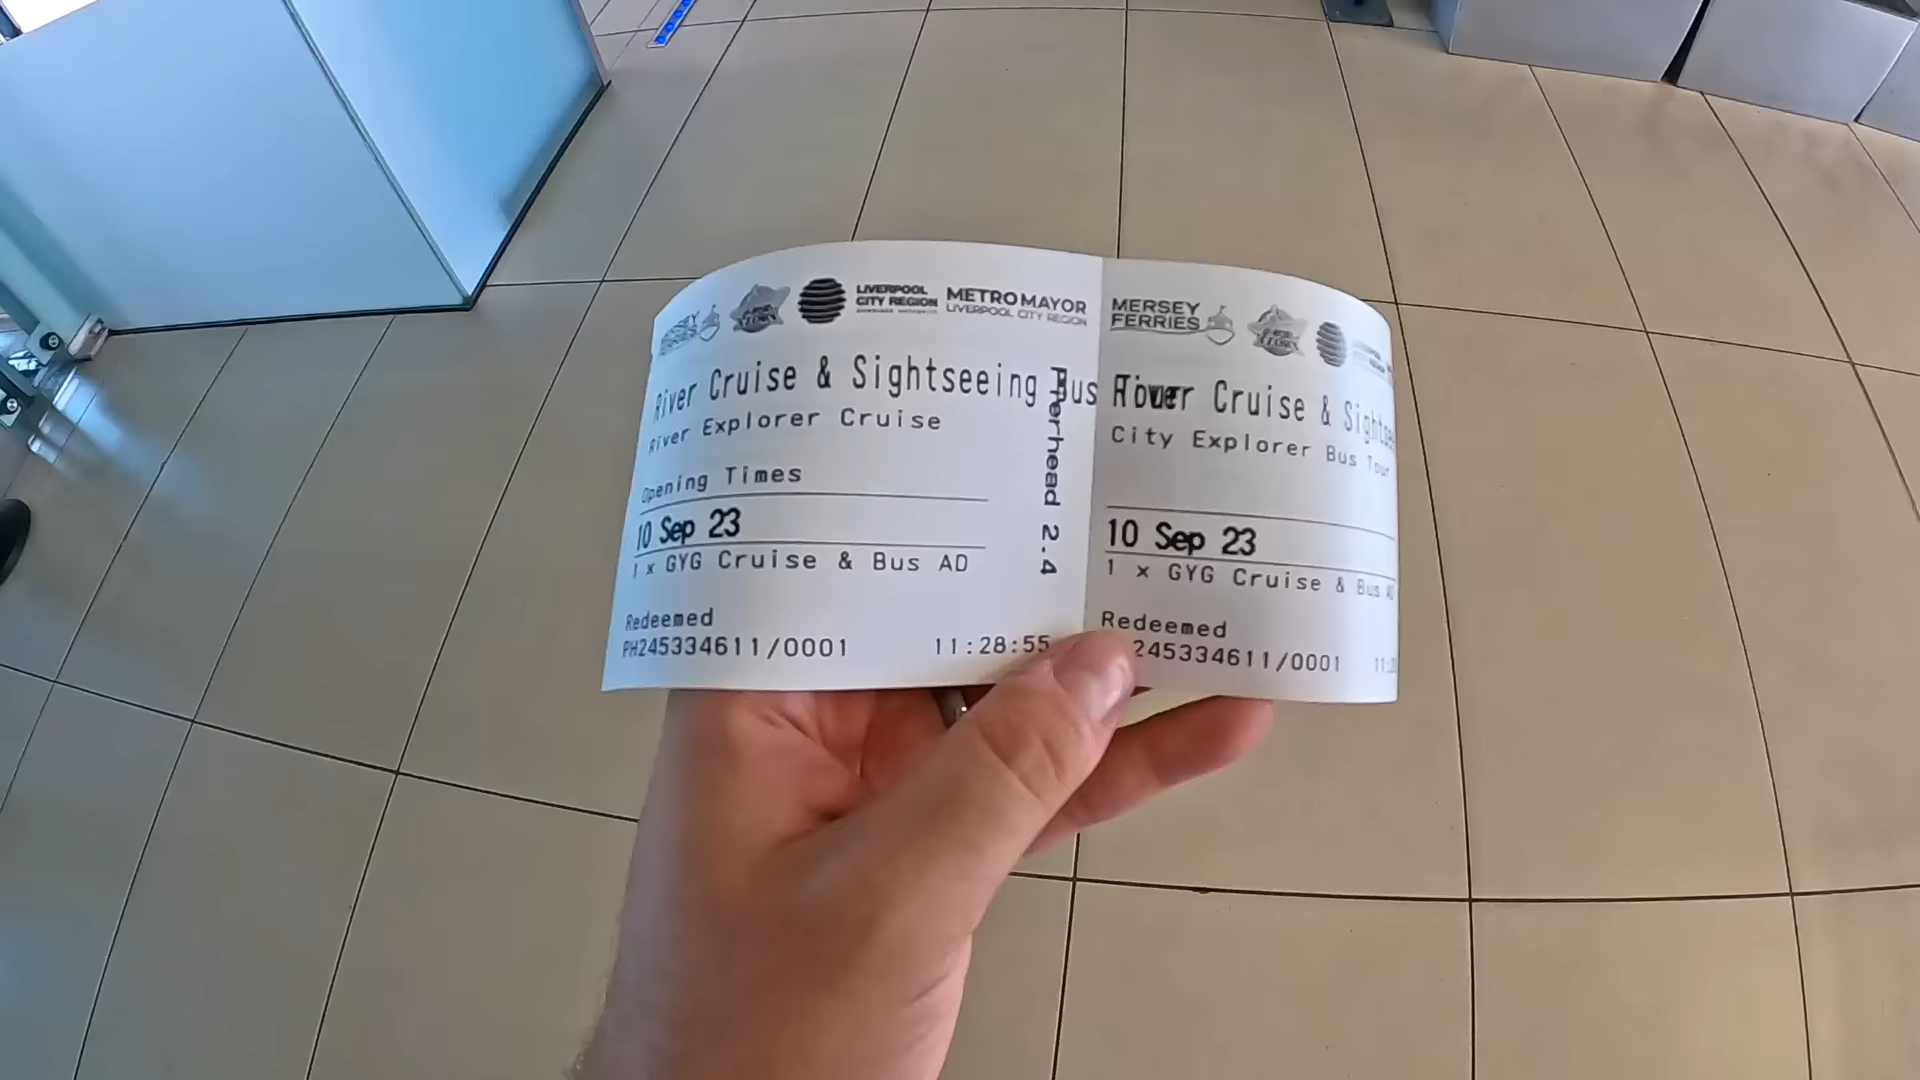 MERSEY
FERRIES
LIVERPOOL
CITY REGION
METRO MAYOR
LIVERPOOL CITY REGION
River Cruise & Sightseeing Bus Tour
River Explorer Cruise
Opening Times
10 Sep 23
1 x GYG Cruise & Bus AD
Redeemed
PH245334611/0001 11:28:55
Pierhead 2.4
MERSEY
FERRIES
River Cruise &
City Explorer Bus Tour
10 Sep 23
1 x GYG Cruise & Bus AD
Redeemed
245334611/0001